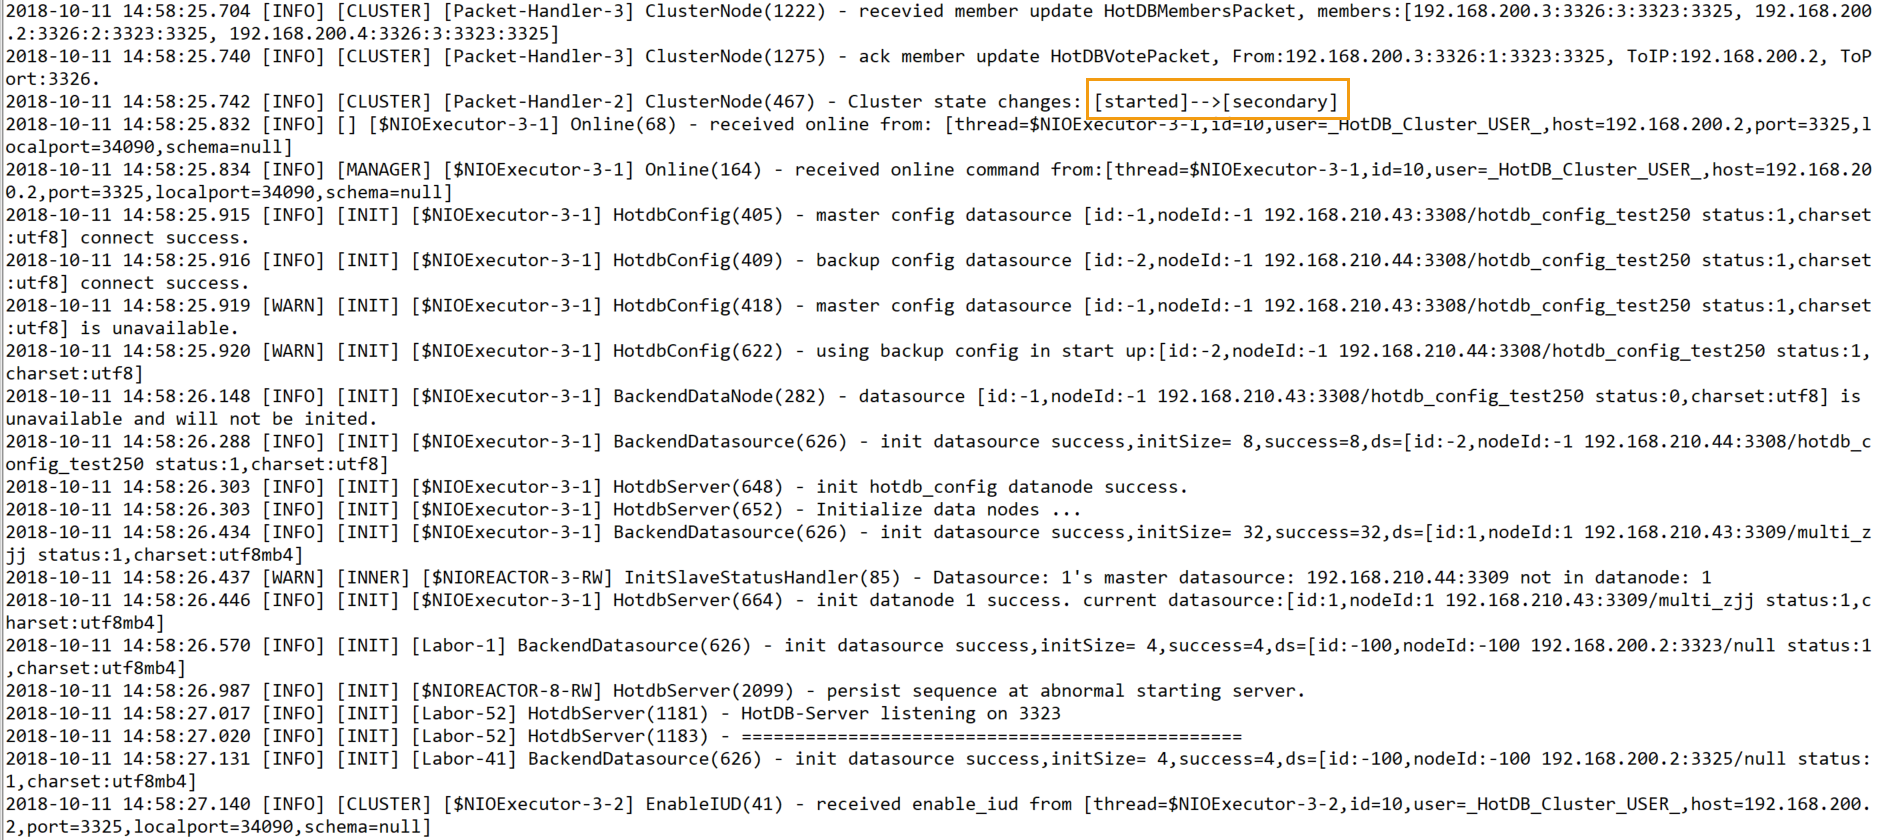 2018-10-11 14:58:25.704 [INFO] [CLUSTER] [Packet-Handler-3] ClusterNode(1222) - recevied member update HotDBMembersPacket, members:[192.168.200.3:3326:3:3323:3325, 192.168.200
.2:3326:2:3323:3325, 192.168.200.4:3326:3:3323:3325]
2018-10-11 14:58:25.740 [INFO] [CLUSTER] [Packet-Handler-3] ClusterNode(1275) - ack member update HotDBVotePacket, From:192.168.200.3:3326:1:3323:3325, ToIP:192.168.200.2, ToP
ort:3326.
2018-10-11 14:58:25.742 [INFO] [CLUSTER] [Packet-Handler-2] ClusterNode(467) - Cluster state changes: [started]-->[secondary]
2018-10-11 14:58:25.832 [INFO] [] [$NIOExecutor-3-1] Online(68) - received online from: [thread=$NIOExecutor-3-1,id=10,user=_HotDB_Cluster_USER_,host=192.168.200.2,port=3325,l
ocalport=34090,schema=null]
2018-10-11 14:58:25.834 [INFO] [MANAGER] [$NIOExecutor-3-1] Online(164) - received online command from:[thread=$NIOExecutor-3-1,id=10,user=_HotDB_Cluster_USER_,host=192.168.20
0.2,port=3325,localport=34090,schema=null]
2018-10-11 14:58:25.915 [INFO] [INIT] [$NIOExecutor-3-1] HotdbConfig(405) - master config datasource [id:-1,nodeId:-1 192.168.210.43:3308/hotdb_config_test250 status:1,charset
:utf8] connect success.
2018-10-11 14:58:25.916 [INFO] [INIT] [$NIOExecutor-3-1] HotdbConfig(409) - backup config datasource [id:-2,nodeId:-1 192.168.210.44:3308/hotdb_config_test250 status:1,charset
:utf8] connect success.
2018-10-11 14:58:25.919 [WARN] [INIT] [$NIOExecutor-3-1] HotdbConfig(418) - master config datasource [id:-1,nodeId:-1 192.168.210.43:3308/hotdb_config_test250 status:1,charset
:utf8] is unavailable.
2018-10-11 14:58:25.920 [WARN] [INIT] [$NIOExecutor-3-1] HotdbConfig(622) - using backup config in start up:[id:-2,nodeId:-1 192.168.210.44:3308/hotdb_config_test250 status:1,
charset:utf8]
2018-10-11 14:58:26.148 [INFO] [INIT] [$NIOExecutor-3-1] BackendDataNode(282) - datasource [id:-1,nodeId:-1 192.168.210.43:3308/hotdb_config_test250 status:0,charset:utf8] is
unavailable and will not be inited.
2018-10-11 14:58:26.288 [INFO] [INIT] [$NIOExecutor-3-1] BackendDatasource(626) - init datasource success,initSize= 8,success=8,ds=[id:-2,nodeId:-1 192.168.210.44:3308/hotdb_c
onfig_test250 status:1,charset:utf8]
2018-10-11 14:58:26.303 [INFO] [INIT] [$NIOExecutor-3-1] HotdbServer(648) - init hotdb_config datanode success.
2018-10-11 14:58:26.303 [INFO] [INIT] [$NIOExecutor-3-1] HotdbServer(652) - Initialize data nodes ...
2018-10-11 14:58:26.434 [INFO] [INIT] [$NIOExecutor-3-1] BackendDatasource(626) - init datasource success,initSize= 32,success=32,ds=[id:1,nodeId:1 192.168.210.43:3309/multi_z
jj status:1,charset:utf8mb4]
2018-10-11 14:58:26.437 [WARN] [INNER] [$NIOREACTOR-3-RW] InitSlaveStatusHandler(85) - Datasource: 1's master datasource: 192.168.210.44:3309 not in datanode: 1
2018-10-11 14:58:26.446 [INFO] [INIT] [$NIOExecutor-3-1] HotdbServer(664) - init datanode 1 success. current datasource:[id:1,nodeId:1 192.168.210.43:3309/multi_zjj status:1,c
harset:utf8mb4]
2018-10-11 14:58:26.570 [INFO] [INIT] [Labor-1] BackendDatasource(626) - init datasource success,initSize= 4,success=4,ds=[id:-100,nodeId:-100 192.168.200.2:3323/null status:1
,charset:utf8mb4]
2018-10-11 14:58:26.987 [INFO] [INIT] [$NIOREACTOR-8-RW] HotdbServer(2099) - persist sequence at abnormal starting server.
2018-10-11 14:58:27.017 [INFO] [INIT] [Labor-52] HotdbServer(1181) - HotDB-Server listening on 3323
2018-10-11 14:58:27.020 [INFO] [INIT] [Labor-52] HotdbServer(1183) - ===============================================
2018-10-11 14:58:27.131 [INFO] [INIT] [Labor-41] BackendDatasource(626) - init datasource success,initSize= 4,success=4,ds=[id:-100,nodeId:-100 192.168.200.2:3325/null status:
1,charset:utf8mb4]
2018-10-11 14:58:27.140 [INFO] [CLUSTER] [$NIOExecutor-3-2] EnableIUD(41) - received enable_iud from [thread=$NIOExecutor-3-2,id=10,user=_HotDB_Cluster_USER_,host=192.168.200.
2,port=3325,localport=34090,schema=null]